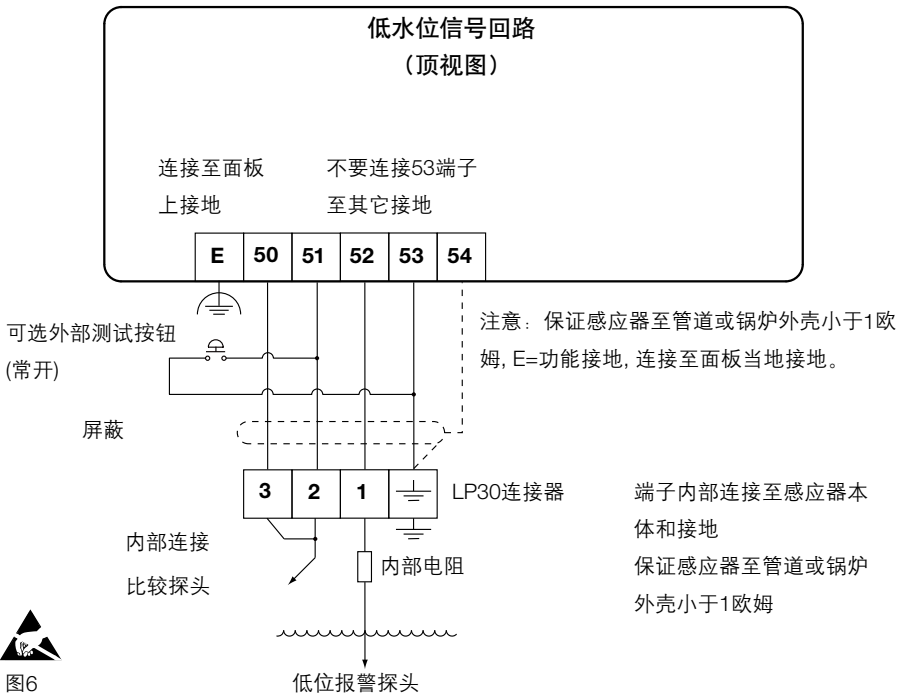 低水位信号回路
(顶视图)
连接至面板
上接地
不要连接53端子
至其它接地
E 50 51 52 53 54
可选外部测试按钮
(常开)
注意: 保证感应器至管道或锅炉外壳小于1欧
姆, E=功能接地, 连接至面板当地接地。
屏蔽
3 2 1
LP30连接器
端子内部连接至感应器本
体和接地
保证感应器至管道或锅炉
外壳小于1欧姆
内部连接
比较探头
内部电阻
低位报警探头
图6